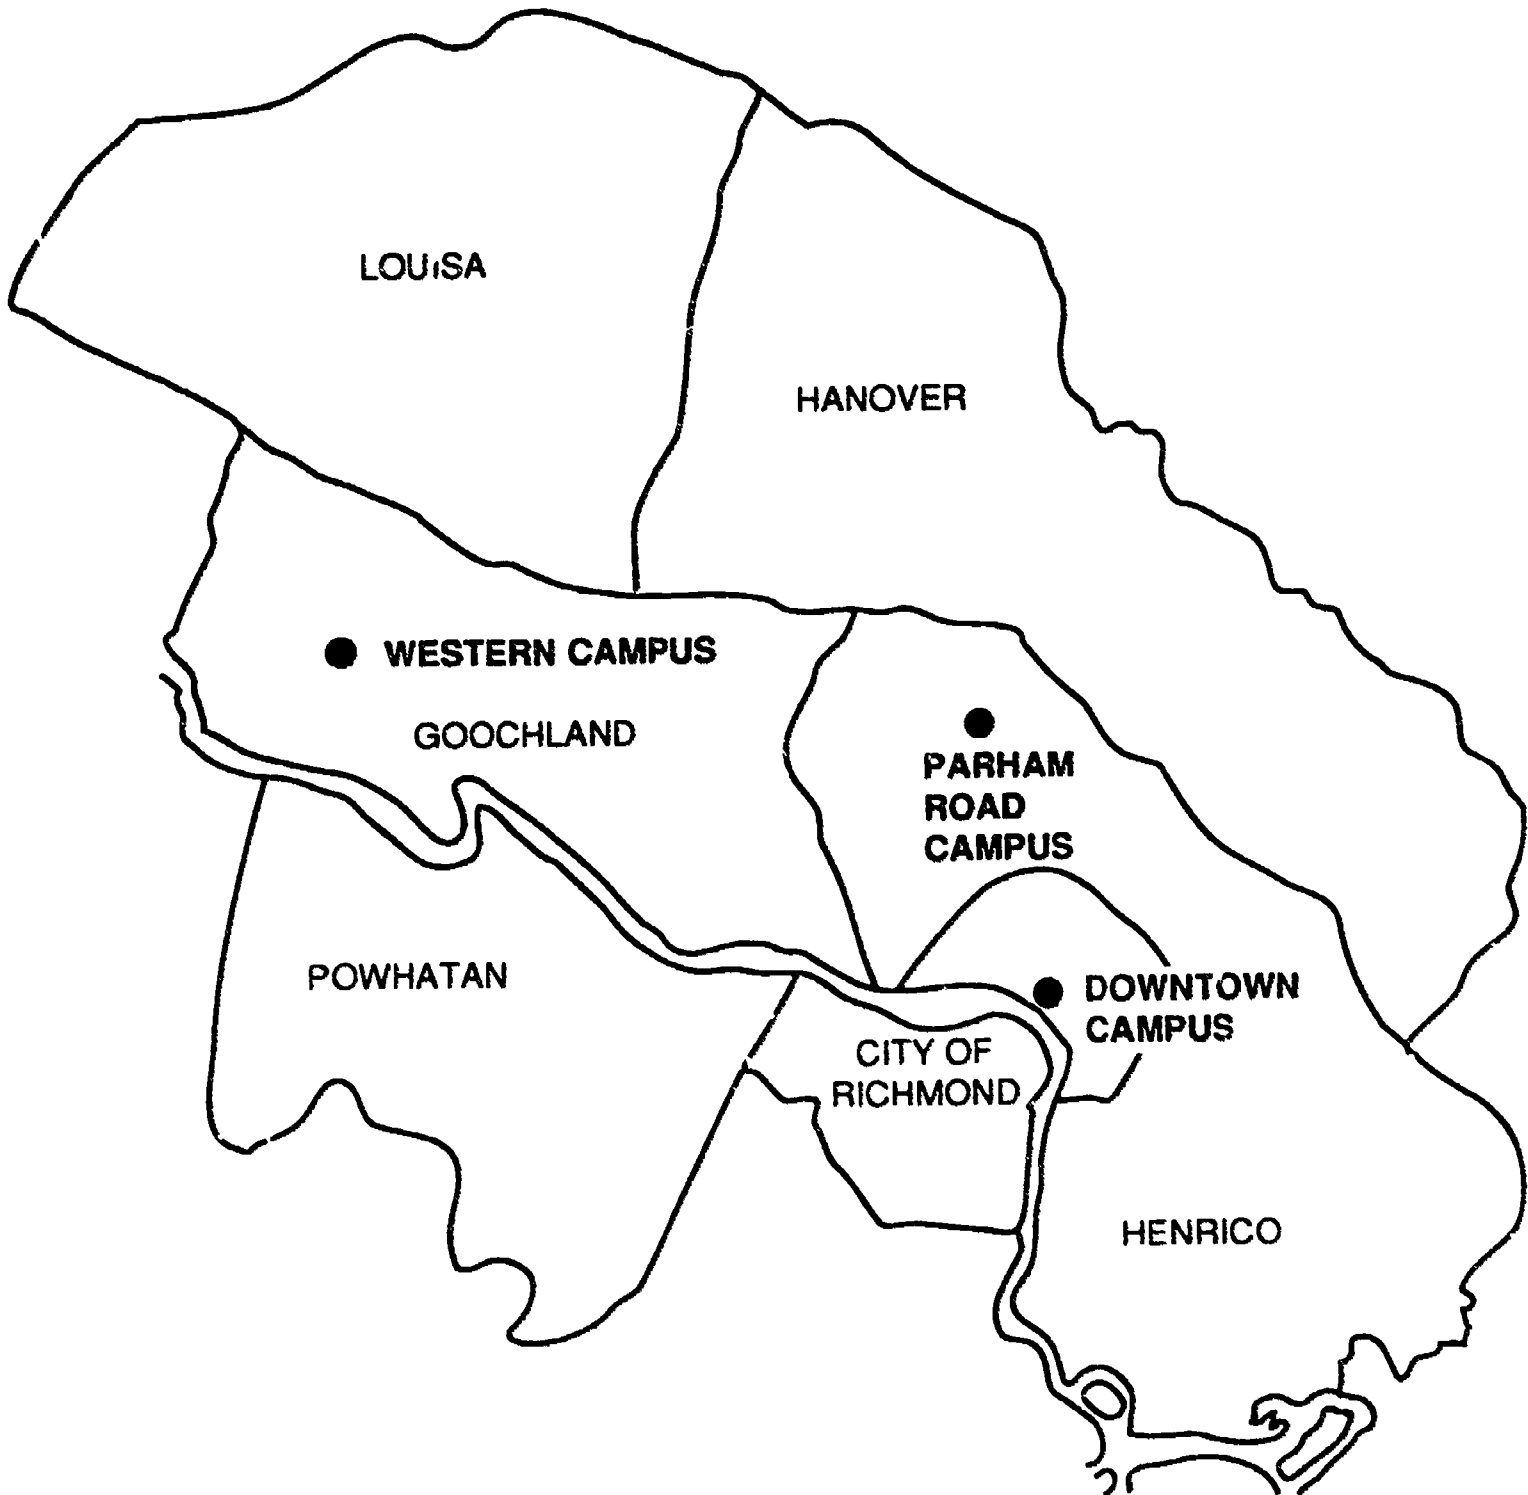 LOUISA
HANOVER
WESTERN CAMPUS
GOOCHLAND
PARHAM
ROAD
CAMPUS
POWHATAN
DOWNTOWN
CAMPUS
CITY OF
RICHMOND
HENRICO